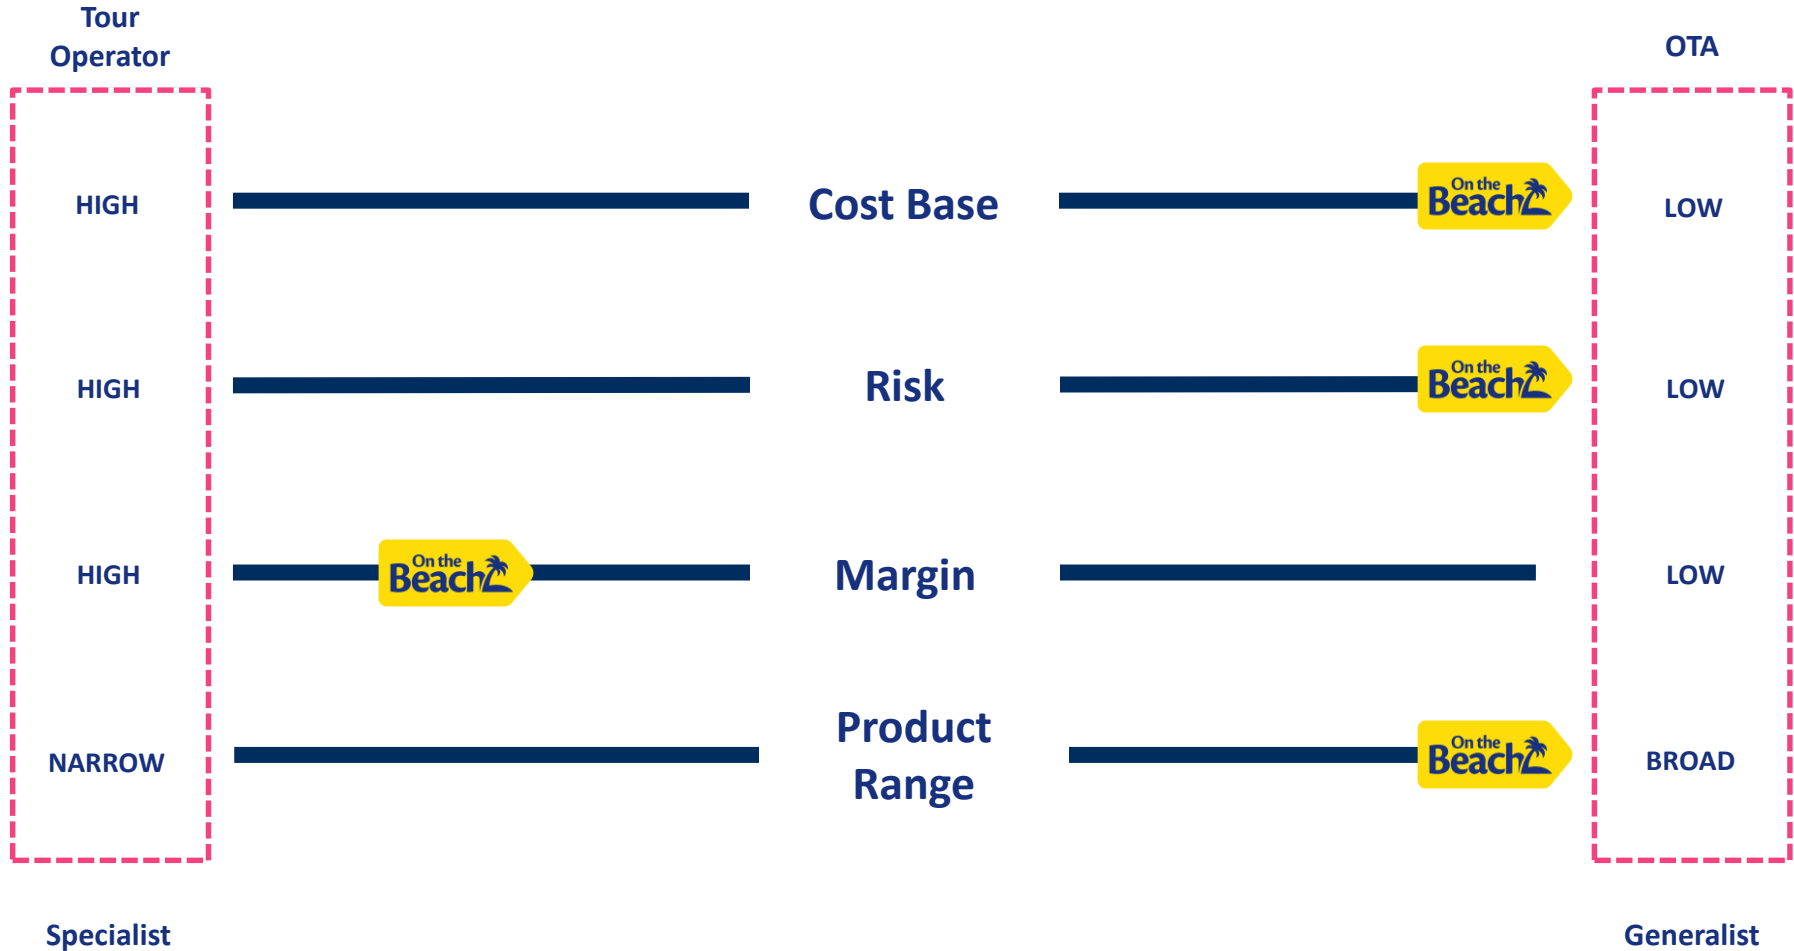 Tour
Operator
OTA
HIGH
Cost Base
On the
Beach
LOW
HIGH
Risk
On the
Beach
LOW
HIGH
On the
Beach
Margin
LOW
NARROW
Product
Range
On the
Beach
BROAD
Specialist
Generalist